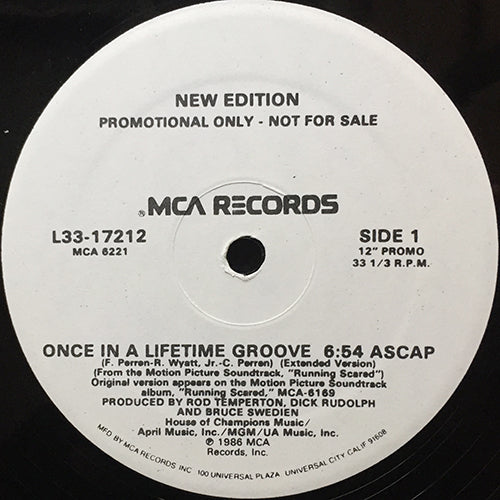 NEW EDITION
PROMOTIONAL ONLY - NOT FOR SALE
®MCA RECORDS
L33-17212
MCA 6221
SIDE 1
12" PROMO
33 1/3 R.P.M.
ONCE IN A LIFETIME GROOVE 6:54 ASCAP
(F. Perren-R. Wyatt, Jr.-C. Perren) (Extended Version)
(From the Motion Picture Soundtrack, "Running Scared")
Original version appears on the Motion Picture Soundtrack
album, "Running Scared," MCA-6169
PRODUCED BY ROD TEMPERTON, DICK RUDOLPH
AND BRUCE SWEDIEN
House of Champions Music/
April Music, Inc./MGM/UA Music, Inc.
℗ 1986 MCA
Records, Inc.
MFD BY MCA RECORDS INC 100 UNIVERSAL PLAZA UNIVERSAL CITY CALIF 91608